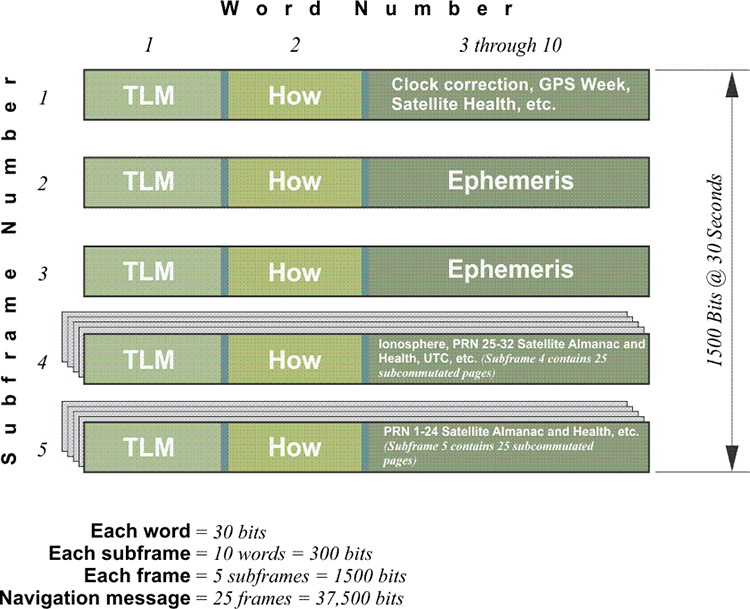 Word Number
1 2 3 through 10
Subframe Number
1 TLM How Clock correction, GPS Week,
Satellite Health, etc.
2 TLM How Ephemeris
3 TLM How Ephemeris
4 TLM How Ionosphere, PRN 25-32 Satellite Almanac and
Health, UTC, etc. (Subframe 4 contains 25
subcommutated pages)
5 TLM How PRN 1-24 Satellite Almanac and Health, etc.
(Subframe 5 contains 25 subcommutated
pages)
1500 Bits @ 30 Seconds
Each word = 30 bits
Each subframe = 10 words = 300 bits
Each frame = 5 subframes = 1500 bits
Navigation message = 25 frames = 37,500 bits